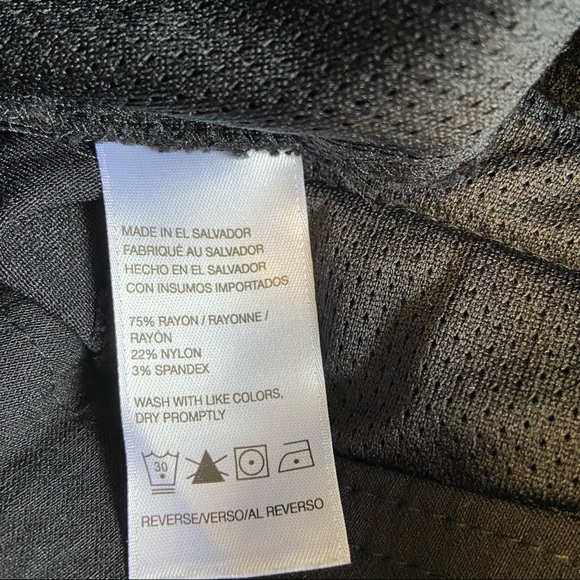 MADE IN EL SALVADOR
FABRIQUÉ AU SALVADOR
HECHO EN EL SALVADOR
CON INSUMOS IMPORTADOS
75% RAYON / RAYONNE /
RAYÓN
22% NYLON
3% SPANDEX
WASH WITH LIKE COLORS,
DRY PROMPTLY
30
REVERSE/VERSO/AL REVERSO